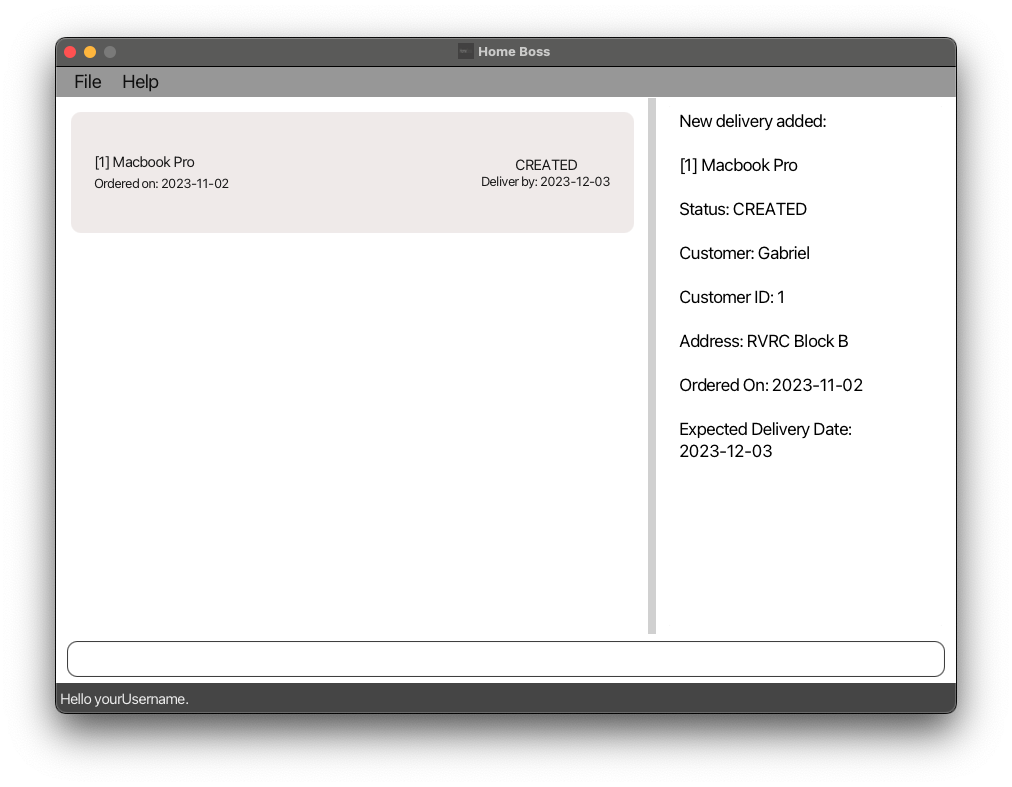 Home Boss
File Help
[1] Macbook Pro
Ordered on: 2023-11-02
CREATED
Deliver by: 2023-12-03
New delivery added:
[1] Macbook Pro
Status: CREATED
Customer: Gabriel
Customer ID: 1
Address: RVRC Block B
Ordered On: 2023-11-02
Expected Delivery Date:
2023-12-03
Hello yourUsername.